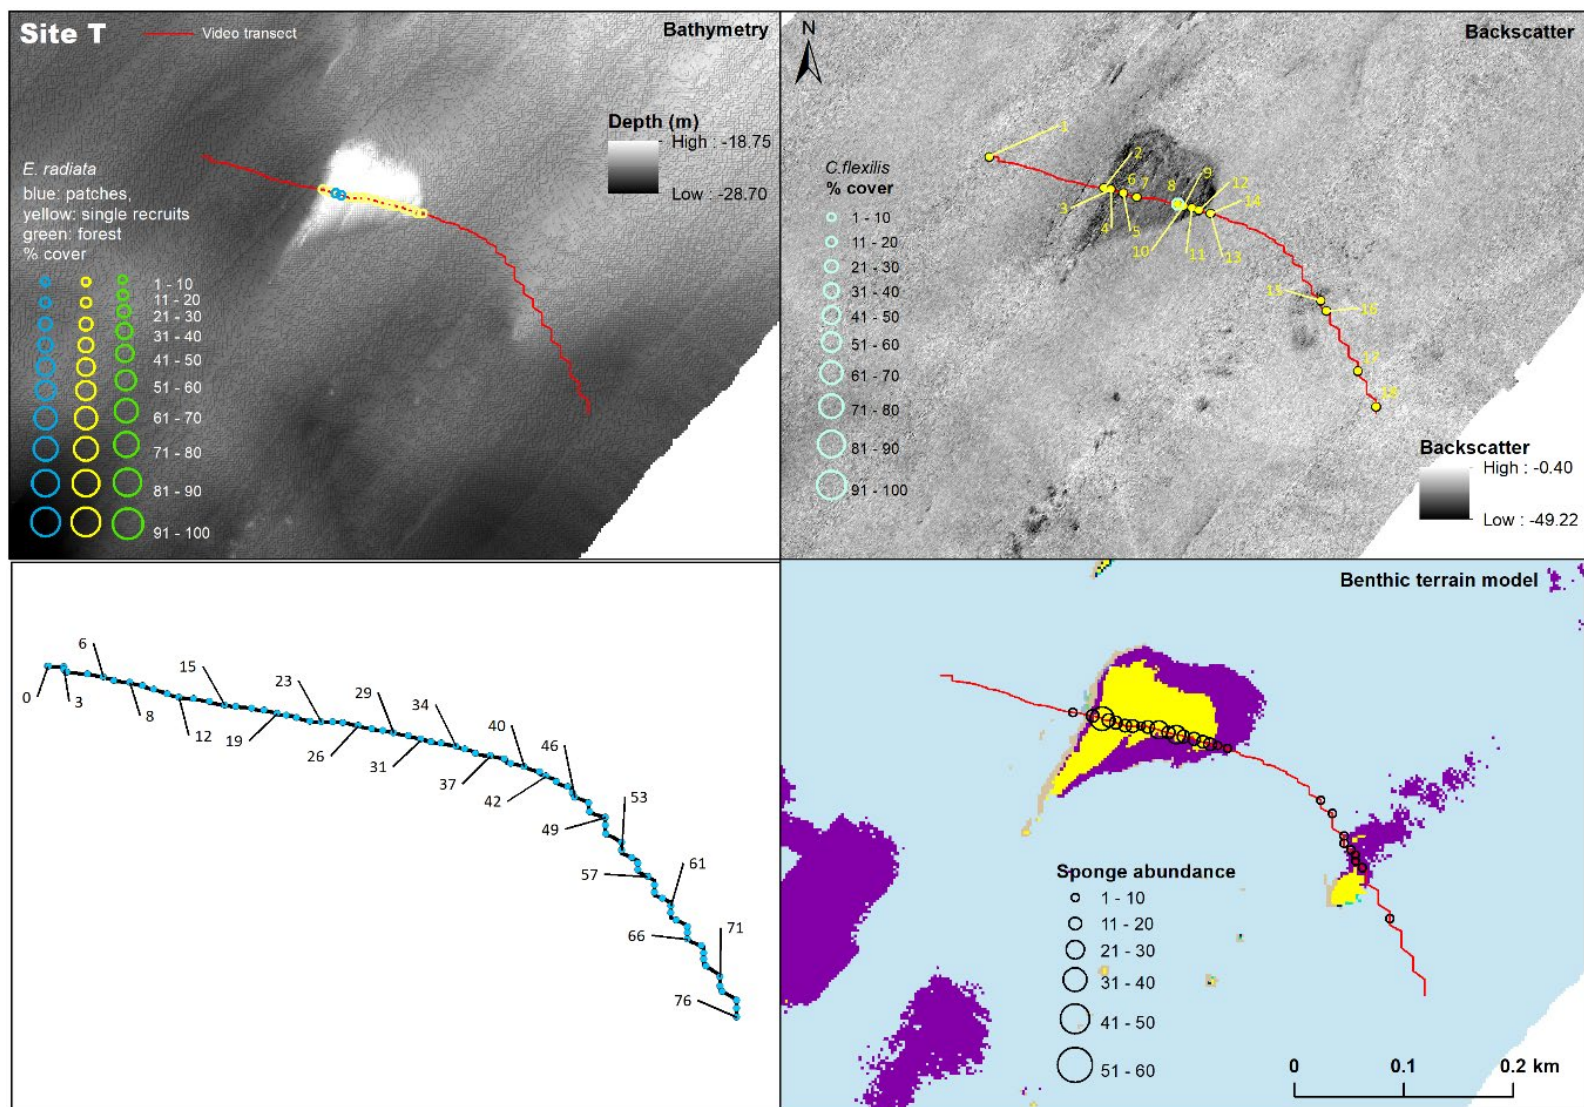 Site T
Video transect
Bathymetry
Depth (m)
High : -18.75
Low : -28.70
E. radiata
blue: patches,
yellow: single recruits
green: forest
% cover
1 - 10
11 - 20
21 - 30
31 - 40
41 - 50
51 - 60
61 - 70
71 - 80
81 - 90
91 - 100
N
Backscatter
1
2
3
4
5
6
7
8
9
10
11
12
13
14
15
16
17
18
C.flexilis
% cover
1 - 10
11 - 20
21 - 30
31 - 40
41 - 50
51 - 60
61 - 70
71 - 80
81 - 90
91 - 100
Backscatter
High : -0.40
Low : -49.22
0
3
6
8
12
15
19
23
26
29
31
34
37
40
42
46
49
53
57
61
66
71
76
Benthic terrain model
Sponge abundance
1 - 10
11 - 20
21 - 30
31 - 40
41 - 50
51 - 60
0 0.1 0.2 km